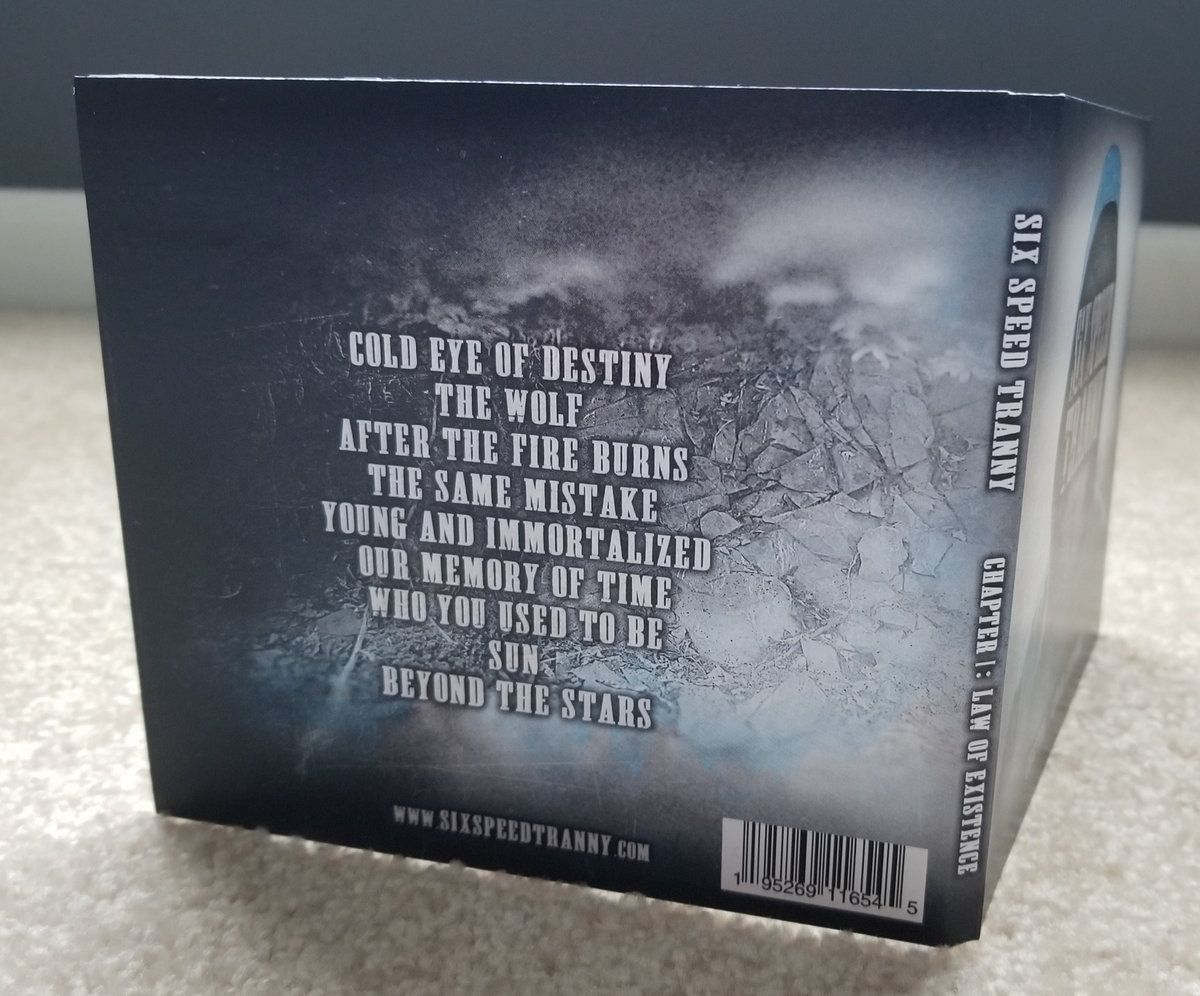 COLD EYE OF DESTINY
THE WOLF
AFTER THE FIRE BURNS
THE SAME MISTAKE
YOUNG AND IMMORTALIZED
OUR MEMORY OF TIME
WHO YOU USED TO BE
SUN
BEYOND THE STARS
WWW.SIXSPEEDTRANNY.COM
1 95269 11654 5
SIX SPEED TRANNY
CHAPTER I: LAW OF EXISTENCE